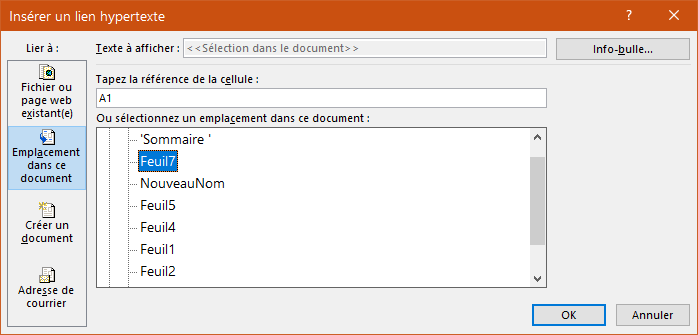 Insérer un lien hypertexte
?
Lier à :
Texte à afficher :
<<Sélection dans le document>>
Info-bulle...
Fichier ou
page web
existant(e)
Emplacement
dans ce
document
Créer un
document
Adresse de
courrier
Tapez la référence de la cellule :
A1
Ou sélectionnez un emplacement dans ce document :
'Sommaire '
Feuil7
NouveauNom
Feuil5
Feuil4
Feuil1
Feuil2
OK
Annuler